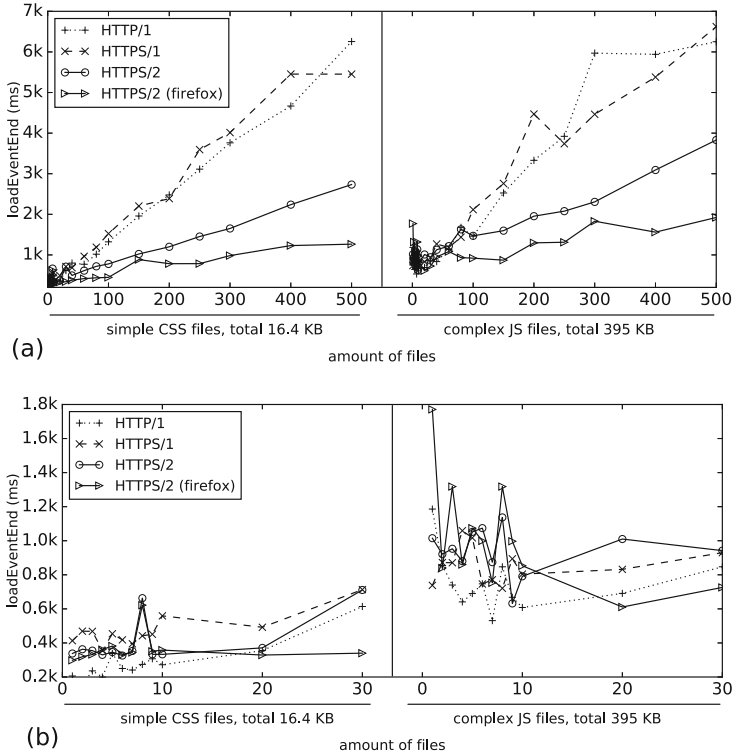 7k
6k
5k
4k
3k
2k
1k
loadEventEnd (ms)
HTTP/1
HTTPS/1
HTTPS/2
HTTPS/2 (firefox)
0 100 200 300 400 500
0 100 200 300 400 500
simple CSS files, total 16.4 KB
complex JS files, total 395 KB
(a)
amount of files
1.8k
1.6k
1.4k
1.2k
1.0k
0.8k
0.6k
0.4k
0.2k
loadEventEnd (ms)
HTTP/1
HTTPS/1
HTTPS/2
HTTPS/2 (firefox)
0 10 20 30
0 10 20 30
simple CSS files, total 16.4 KB
complex JS files, total 395 KB
(b)
amount of files